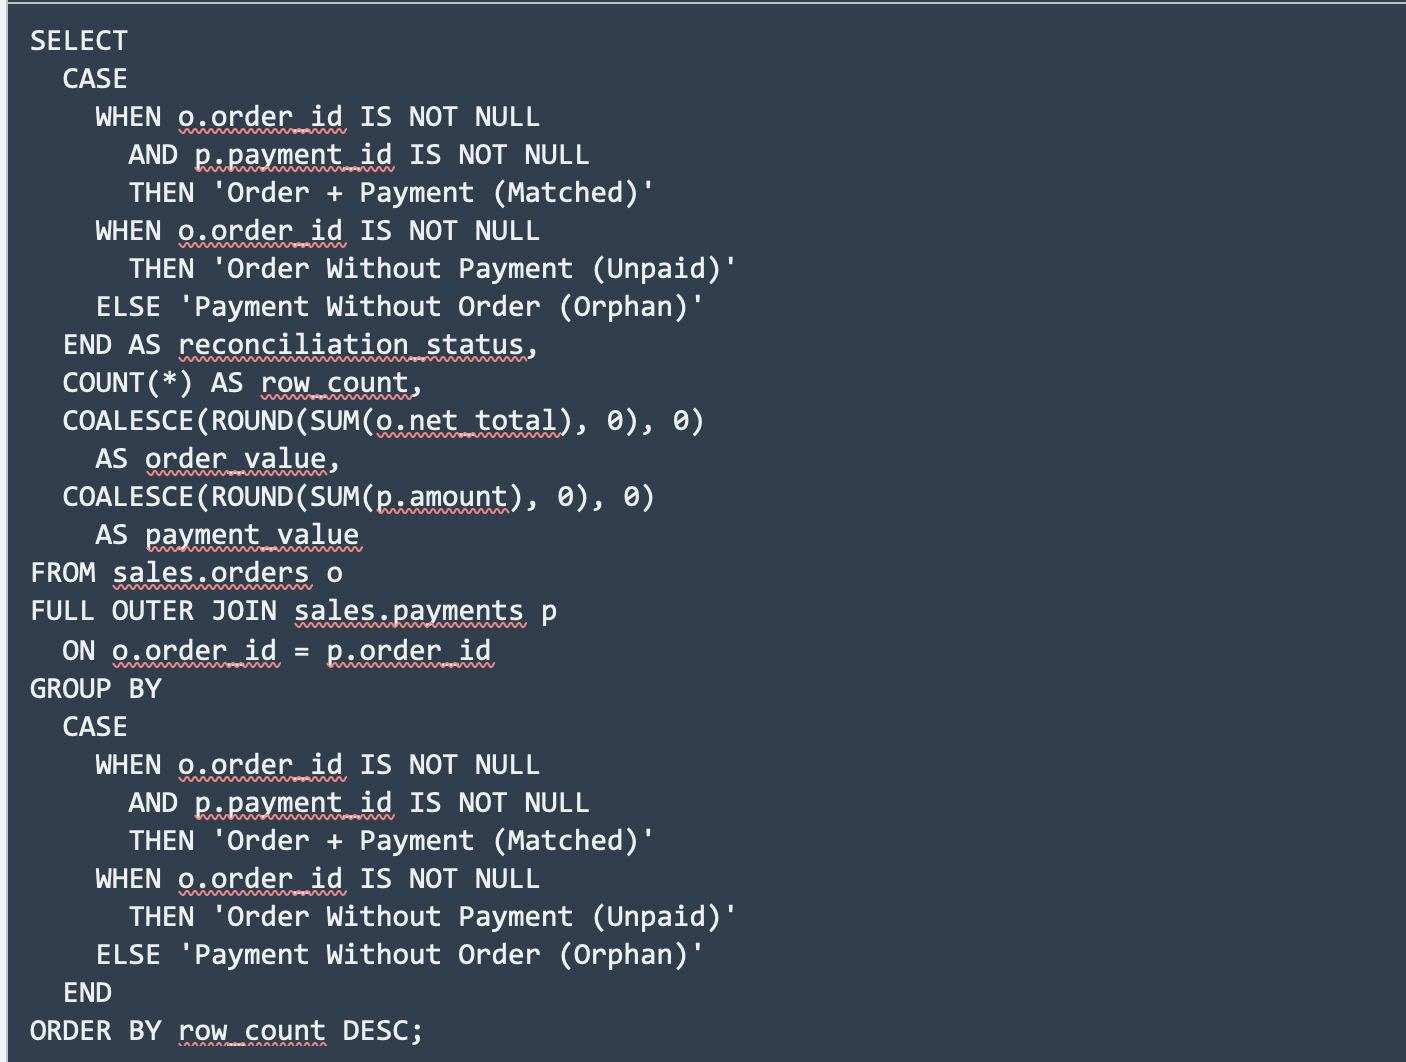 SELECT
  CASE
    WHEN o.order_id IS NOT NULL
      AND p.payment_id IS NOT NULL
      THEN 'Order + Payment (Matched)'
    WHEN o.order_id IS NOT NULL
      THEN 'Order Without Payment (Unpaid)'
    ELSE 'Payment Without Order (Orphan)'
  END AS reconciliation_status,
  COUNT(*) AS row_count,
  COALESCE(ROUND(SUM(o.net_total), 0), 0)
    AS order_value,
  COALESCE(ROUND(SUM(p.amount), 0), 0)
    AS payment_value
FROM sales.orders o
FULL OUTER JOIN sales.payments p
  ON o.order_id = p.order_id
GROUP BY
  CASE
    WHEN o.order_id IS NOT NULL
      AND p.payment_id IS NOT NULL
      THEN 'Order + Payment (Matched)'
    WHEN o.order_id IS NOT NULL
      THEN 'Order Without Payment (Unpaid)'
    ELSE 'Payment Without Order (Orphan)'
  END
ORDER BY row_count DESC;